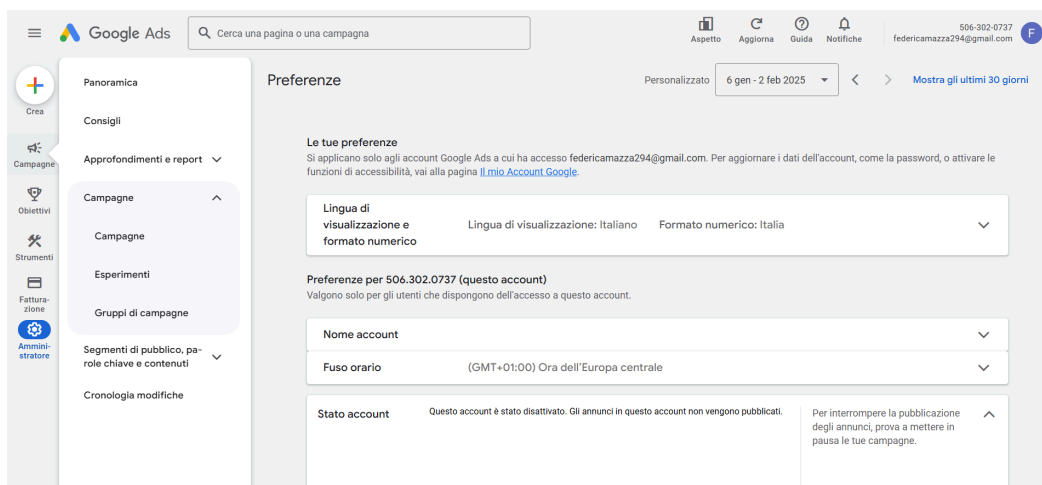 Google Ads
Cerca una pagina o una campagna
Aspetto
Aggiorna
Guida
Notifiche
506-302-0737
federicamazza294@gmail.com
F
Crea
Campagne
Obiettivi
Strumenti
Fattura-
zione
Ammini-
stratore
Panoramica
Consigli
Approfondimenti e report
Campagne
Campagne
Esperimenti
Gruppi di campagne
Segmenti di pubblico, pa-
role chiave e contenuti
Cronologia modifiche
Preferenze
Personalizzato
6 gen - 2 feb 2025
Mostra gli ultimi 30 giorni
Le tue preferenze
Si applicano solo agli account Google Ads a cui ha accesso federicamazza294@gmail.com. Per aggiornare i dati dell'account, come la password, o attivare le
funzioni di accessibilità, vai alla pagina Il mio Account Google.
Lingua di
visualizzazione e
formato numerico
Lingua di visualizzazione: Italiano
Formato numerico: Italia
Preferenze per 506.302.0737 (questo account)
Valgono solo per gli utenti che dispongono dell'accesso a questo account.
Nome account
Fuso orario
(GMT+01:00) Ora dell'Europa centrale
Stato account
Questo account è stato disattivato. Gli annunci in questo account non vengono pubblicati.
Per interrompere la pubblicazione
degli annunci, prova a mettere in
pausa le tue campagne.